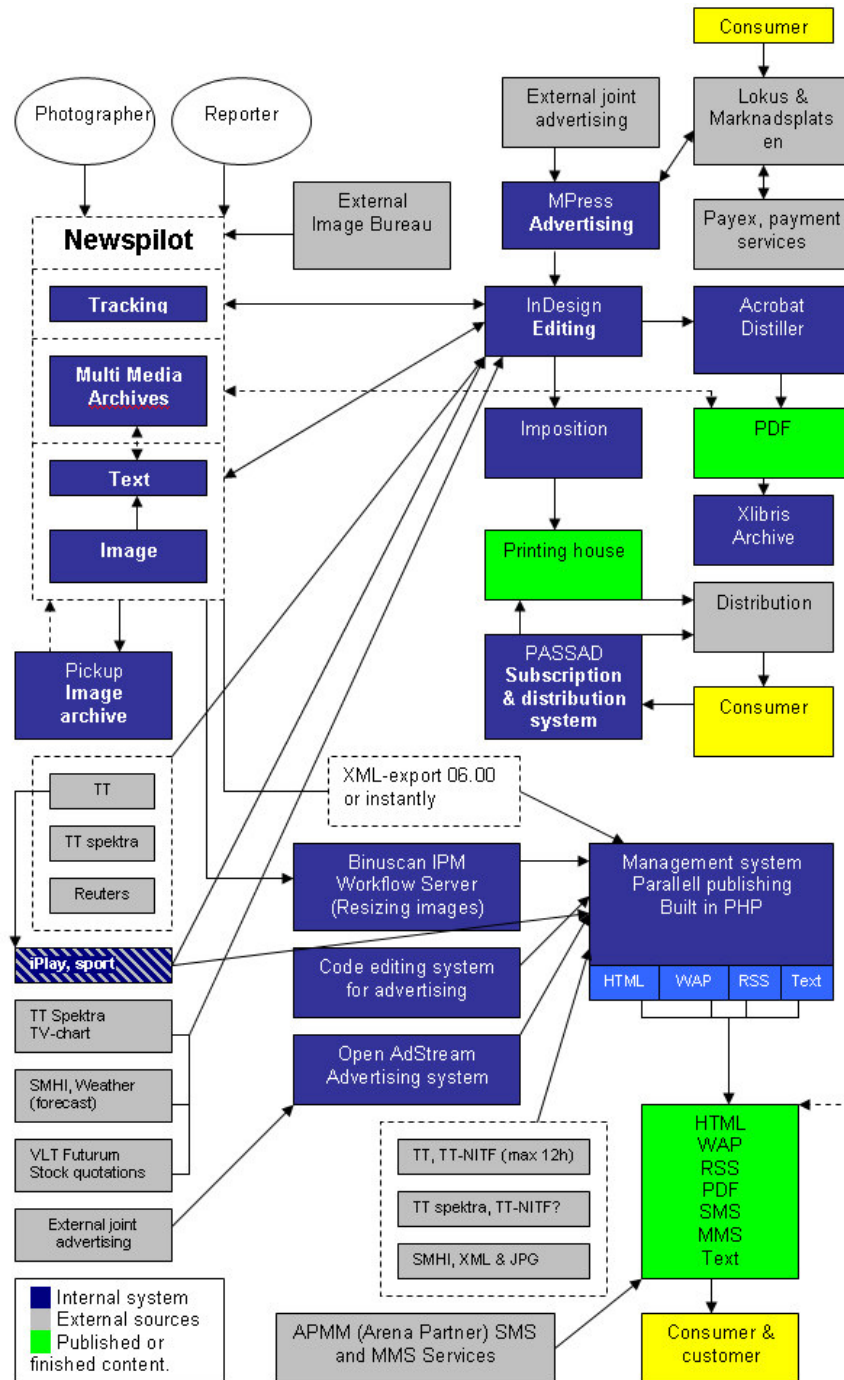 Consumer
Photographer
Reporter
External joint
advertising
Lokus &
Marknadsplats
en
External
Image Bureau
MPress
Advertising
Payex, payment
services
Newspilot
Tracking
InDesign
Editing
Acrobat
Distiller
Multi Media
Archives
Imposition
PDF
Text
Image
Xlibris
Archive
Printing house
Distribution
Pickup
Image
archive
PASSAD
Subscription
& distribution
system
Consumer
TT
TT spektra
Reuters
XML-export 06.00
or instantly
Binuscan IPM
Workflow Server
(Resizing images)
Management system
Parallell publishing
Built in PHP
iPlay, sport
Code editing system
for advertising
HTML
WAP
RSS
Text
TT Spektra
TV-chart
Open AdStream
Advertising system
SMHI, Weather
(forecast)
VLT Futurum
Stock quotations
TT, TT-NITF (max 12h)
TT spektra, TT-NITF?
SMHI, XML & JPG
HTML
WAP
RSS
PDF
SMS
MMS
Text
External joint
advertising
Internal system
External sources
Published or
finished content.
APMM (Arena Partner) SMS
and MMS Services
Consumer &
customer